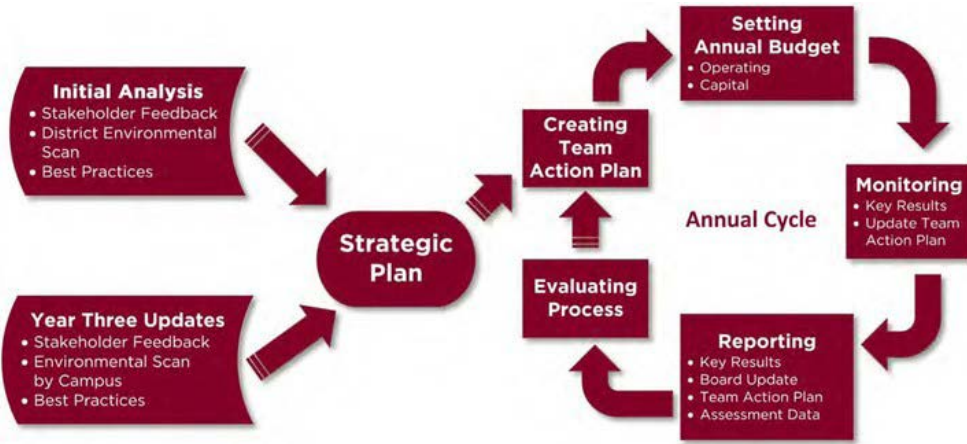 Initial Analysis
• Stakeholder Feedback
• District Environmental
Scan
• Best Practices
Year Three Updates
• Stakeholder Feedback
• Environmental Scan
by Campus
• Best Practices
Strategic
Plan
Creating
Team
Action Plan
Setting
Annual Budget
• Operating
• Capital
Monitoring
• Key Results
• Update Team
Action Plan
Annual Cycle
Reporting
• Key Results
• Board Update
• Team Action Plan
• Assessment Data
Evaluating
Process